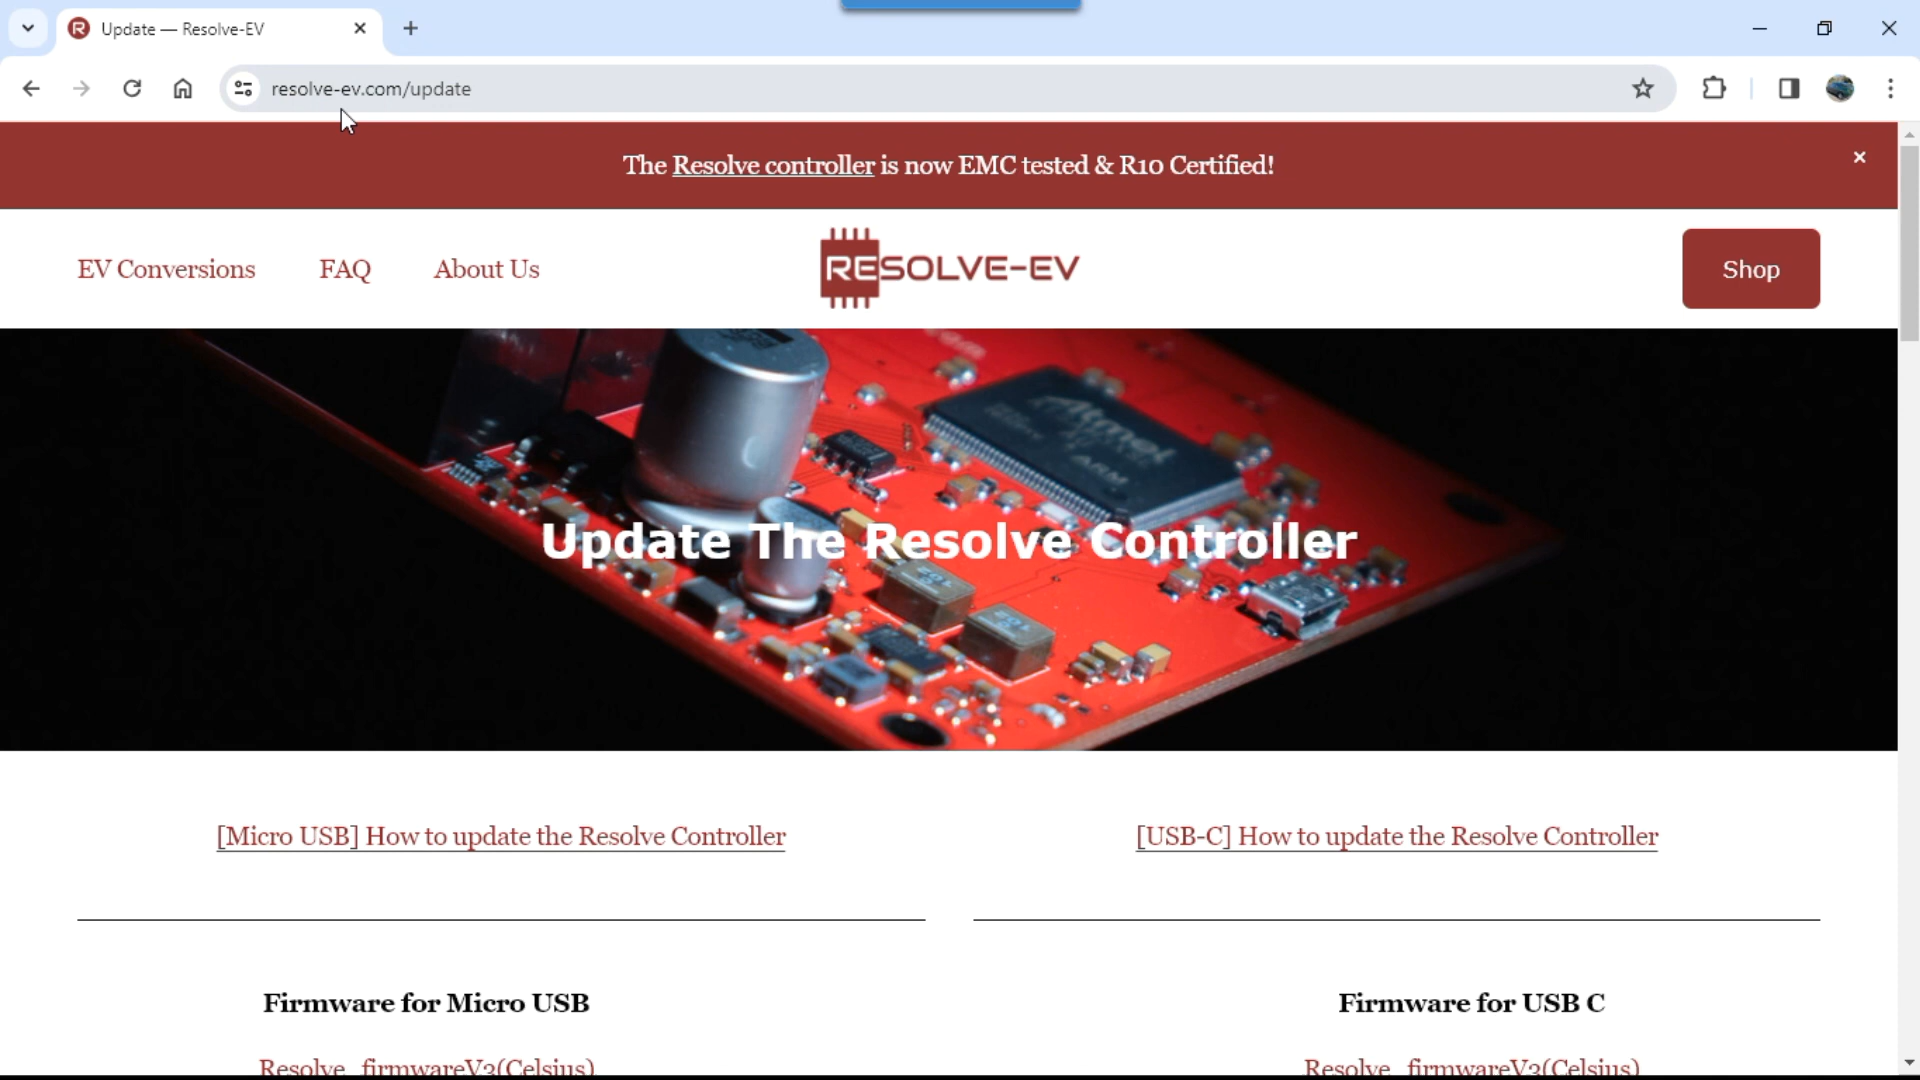 Update — Resolve-EV
resolve-ev.com/update
The Resolve controller is now EMC tested & R10 Certified!
EV Conversions FAQ About Us
RESOLVE-EV
Shop
Atmel
ARM
Update The Resolve Controller
[Micro USB] How to update the Resolve Controller
[USB-C] How to update the Resolve Controller
Firmware for Micro USB
Firmware for USB C
Resolve_firmwareV3(Celsius)
Resolve_firmwareV3(Celsius)